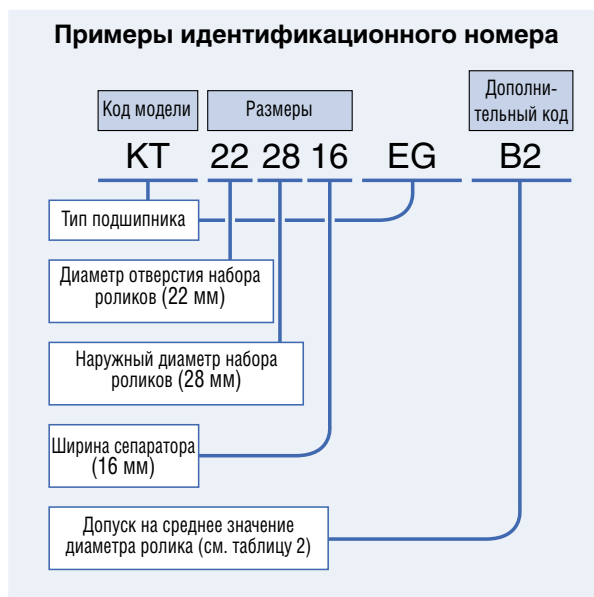 Примеры идентификационного номера
Код модели
Размеры
Дополни-
тельный код
KT 22 28 16 EG B2
Тип подшипника
Диаметр отверстия набора
роликов (22 мм)
Наружный диаметр набора
роликов (28 мм)
Ширина сепаратора
(16 мм)
Допуск на среднее значение
диаметра ролика (см. таблицу 2)